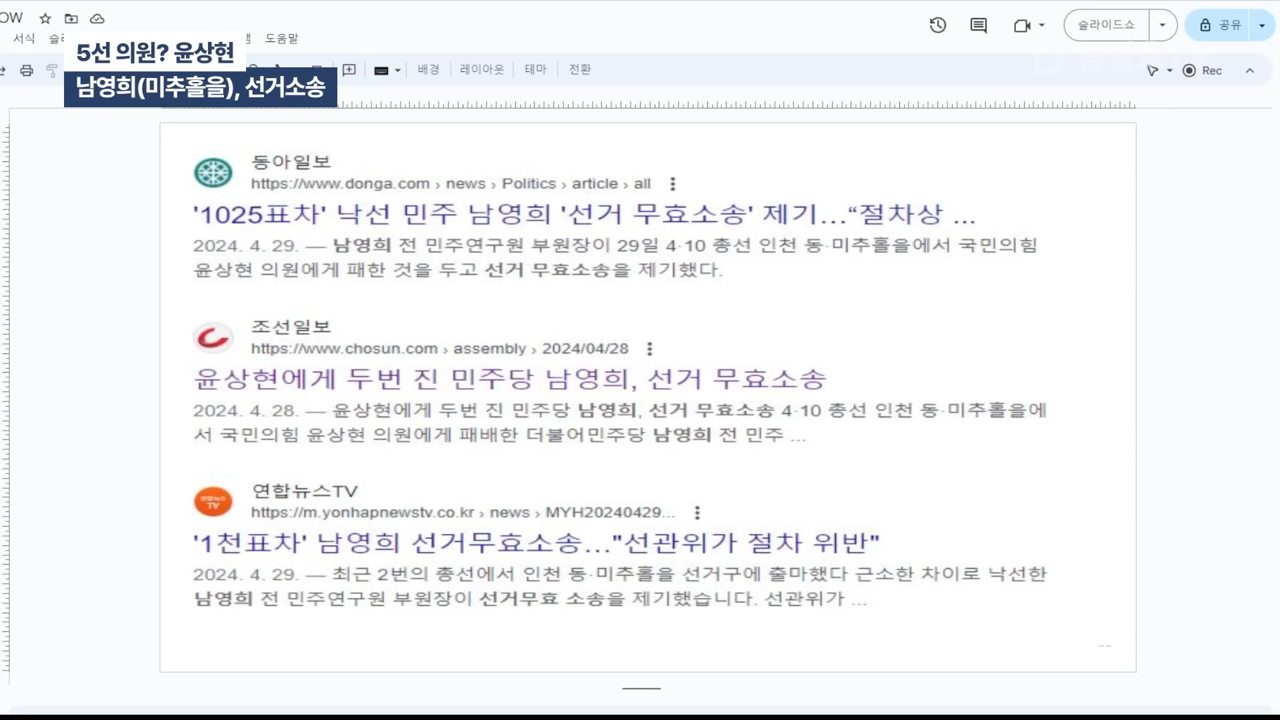 OW
서식
도움말
5선 의원? 윤상현
남영희(미추홀을), 선거소송
슬라이드쇼
공유
배경
레이아웃
테마
전환
Rec
동아일보
https://www.donga.com › news › Politics › article › all
'1025표차' 낙선 민주 남영희 '선거 무효소송' 제기…“절차상 ...
2024. 4. 29. — 남영희 전 민주연구원 부원장이 29일 4·10 총선 인천 동·미추홀을에서 국민의힘
윤상현 의원에게 패한 것을 두고 선거 무효소송을 제기했다.
조선일보
https://www.chosun.com › assembly › 2024/04/28
윤상현에게 두번 진 민주당 남영희, 선거 무효소송
2024. 4. 28. — 윤상현에게 두번 진 민주당 남영희, 선거 무효소송 4·10 총선 인천 동·미추홀을에
서 국민의힘 윤상현 의원에게 패배한 더불어민주당 남영희 전 민주 ...
연합뉴스TV
연합뉴스
TV
https://m.yonhapnewstv.co.kr › news › MYH20240429...
'1천표차' 남영희 선거무효소송…"선관위가 절차 위반"
2024. 4. 29. — 최근 2번의 총선에서 인천 동·미추홀을 선거구에 출마했다 근소한 차이로 낙선한
남영희 전 민주연구원 부원장이 선거무효 소송을 제기했습니다. 선관위가 ...